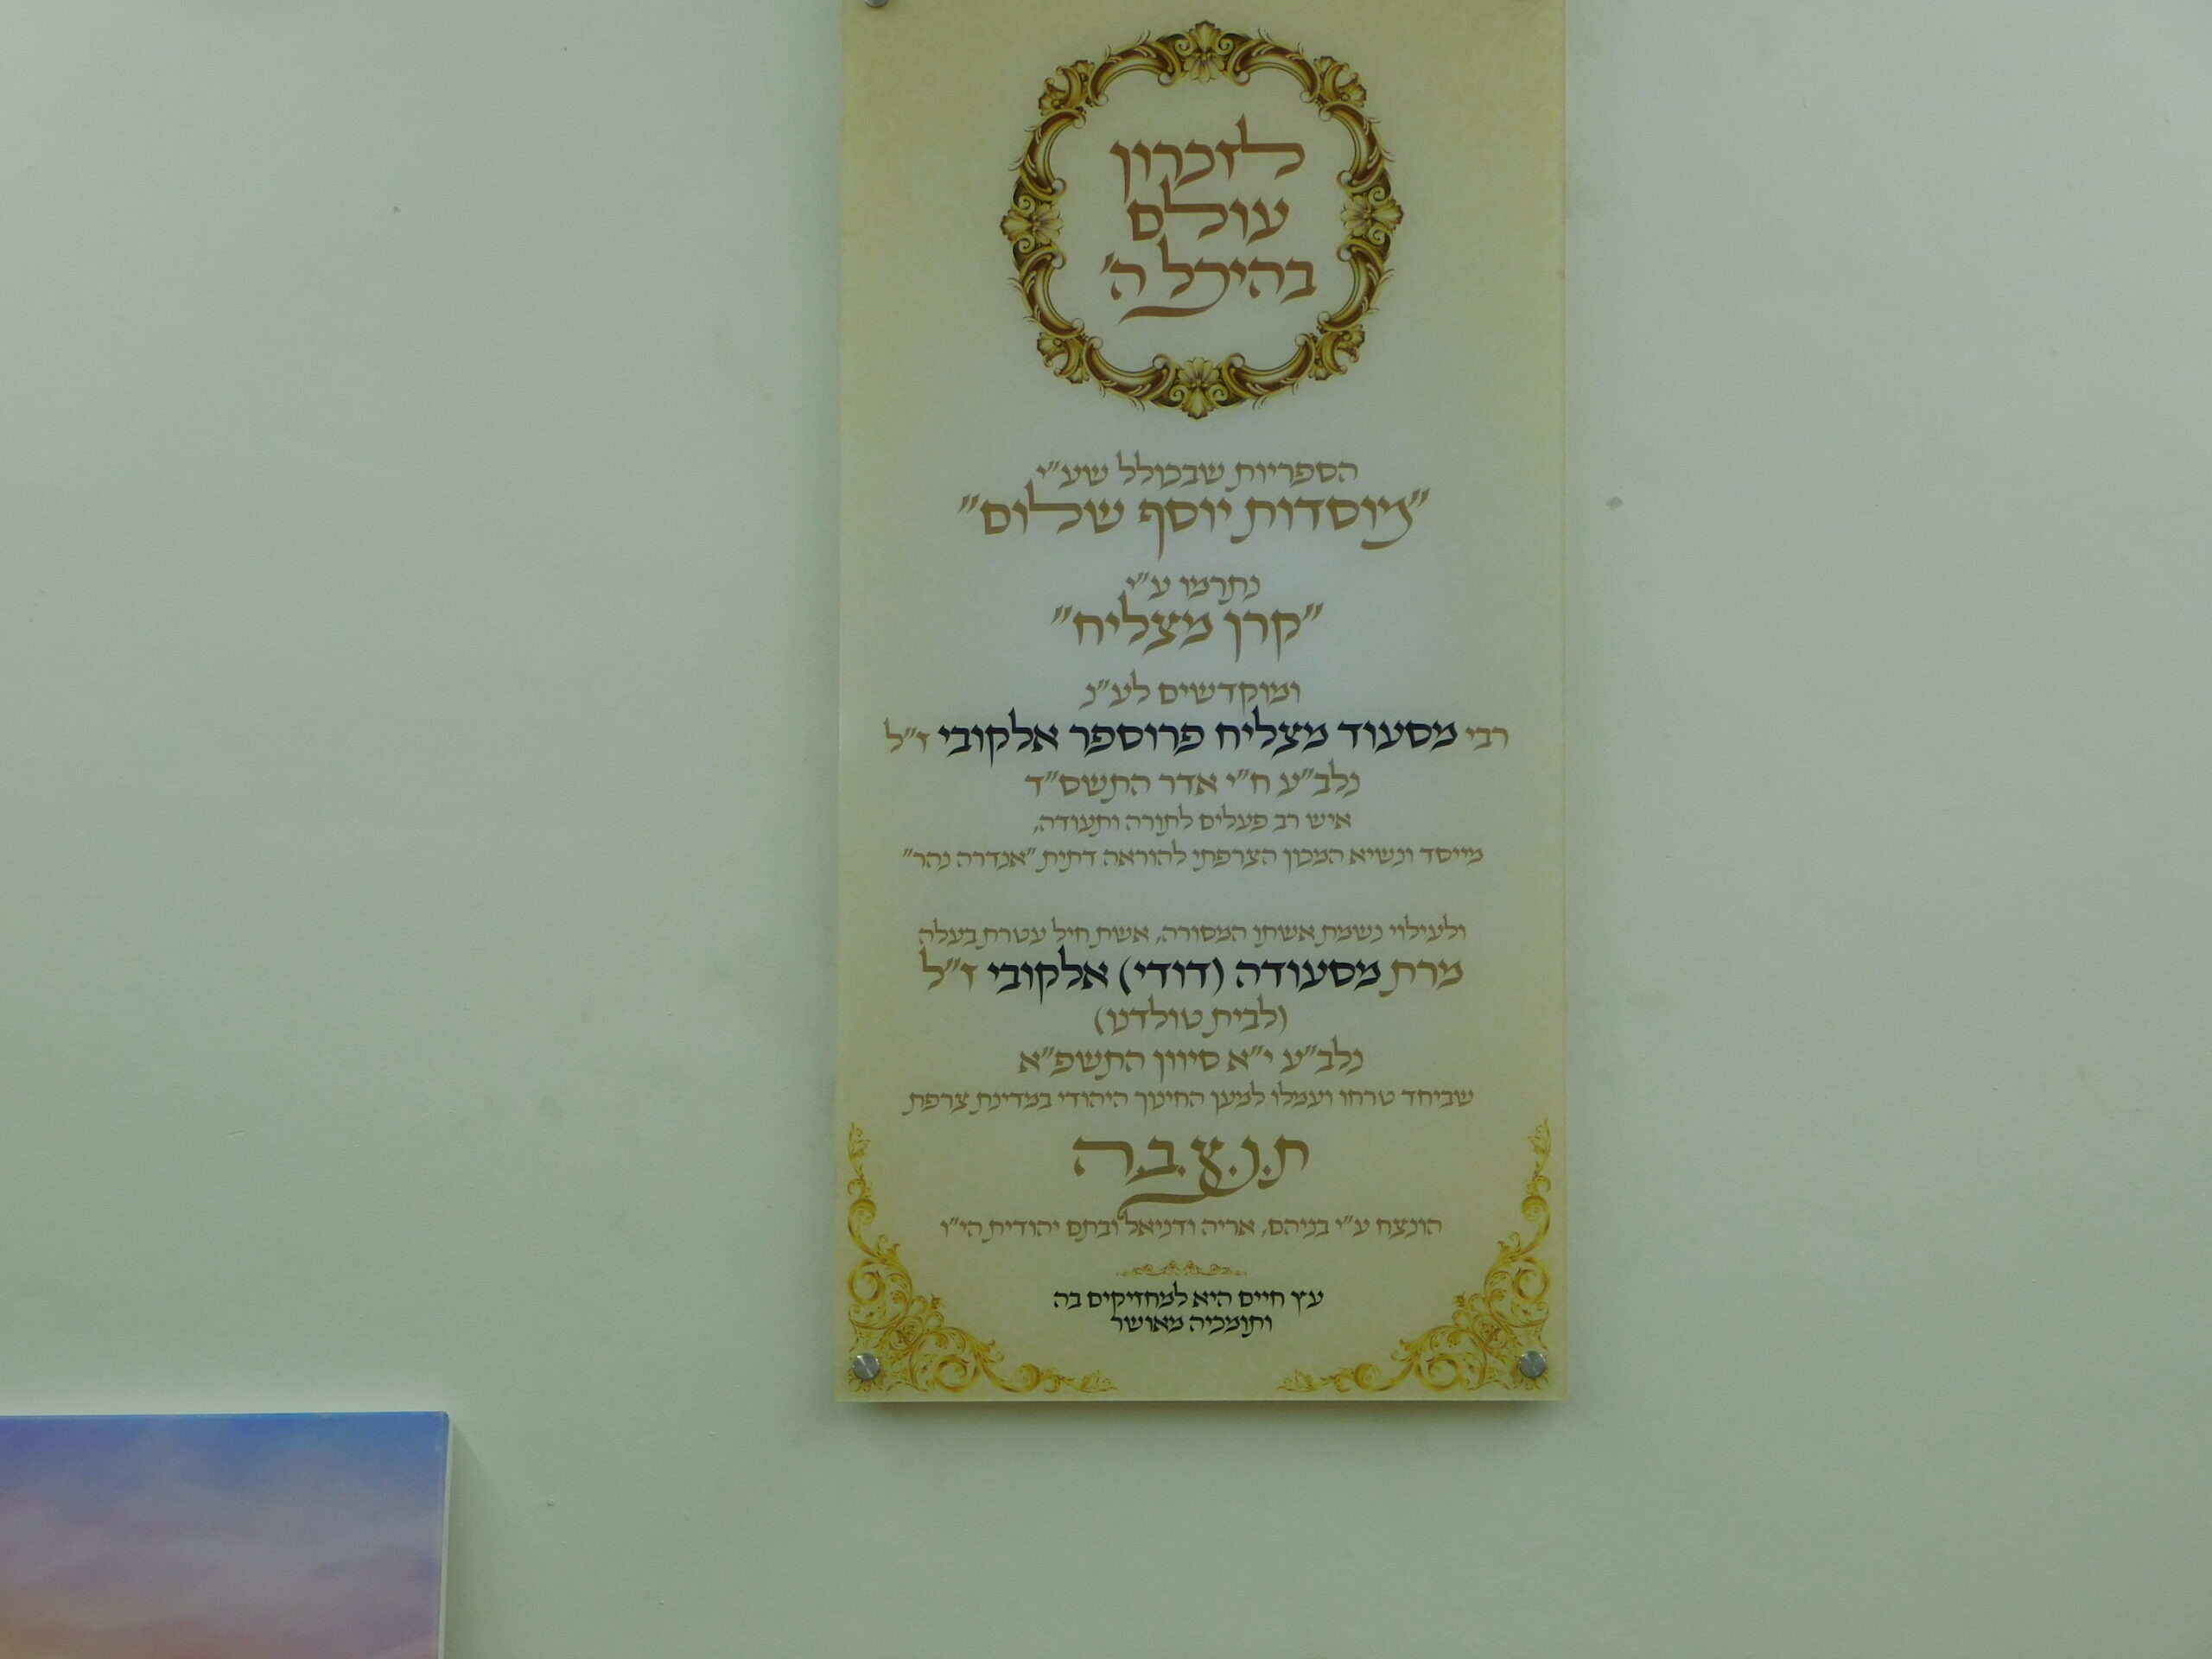 לזכרון
עולם
בהיכל ה'
הספריות שבכולל שע"י
"מוסדות יוסף שלום"
נתרמו ע"י
"קרן מצליח"
ומוקדשים לע"נ
רבי מסעוד מצליח פרוספר אלקובי ז"ל
נלב"ע ח"י אדר התשס"ד
איש רב פעלים לתורה ותעודה,
מייסד ונשיא המכון הצרפתי להוראה דתית "אנדרה נהר"
ולעילוי נשמת אשתו המסורה, אשת חיל עטרת בעלה
מרת מסעודה (דודי) אלקובי ז"ל
(לבית טולדנו)
נלב"ע י"א סיוון התשפ"א
שביחד טרחו ועמלו למען החינוך היהודי במדינת צרפת
ת.נ.צ.ב.ה
הונצח ע"י בניהם, אריה ודניאל ובתם יהודית הי"ו
עץ חיים היא למחזיקים בה
ותומכיה מאושר